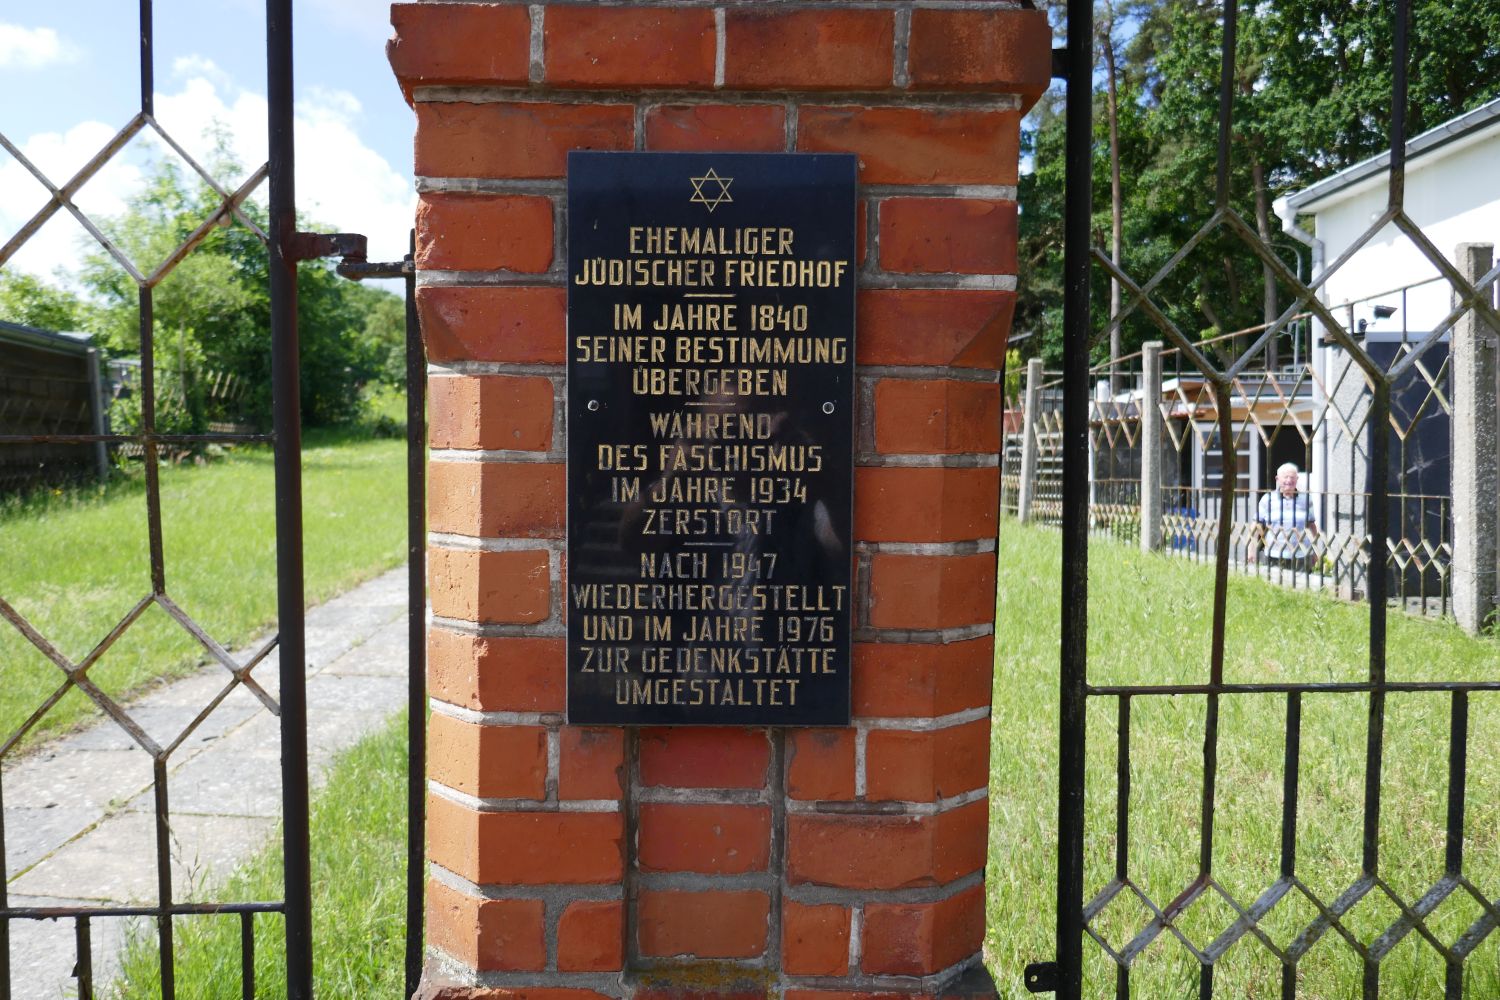 EHEMALIGER
JÜDISCHER FRIEDHOF
IM JAHRE 1840
SEINER BESTIMMUNG
ÜBERGEBEN
WÄHREND
DES FASCHISMUS
IM JAHRE 1934
ZERSTÖRT
NACH 1947
WIEDERHERGESTELLT
UND IM JAHRE 1976
ZUR GEDENKSTÄTTE
UMGESTALTET